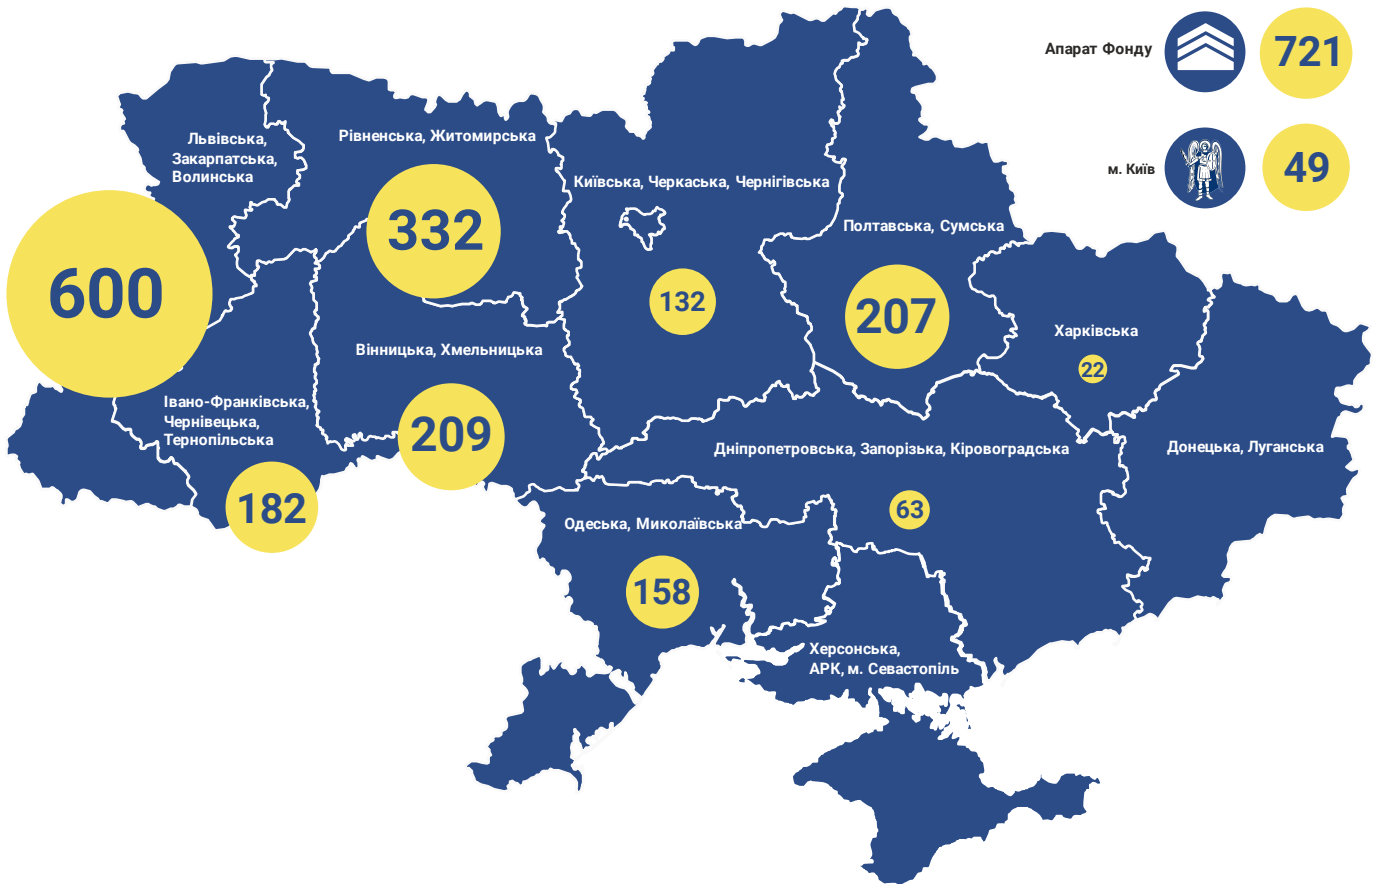 Апарат Фонду
721
м. Київ
49
Львівська,
Закарпатська,
Волинська
600
Рівненська, Житомирська
332
Київська, Черкаська, Чернігівська
132
Полтавська, Сумська
207
Харківська
22
Вінницька, Хмельницька
209
Івано-Франківська,
Чернівецька,
Тернопільська
182
Дніпропетровська, Запорізька, Кіровоградська
63
Донецька, Луганська
Одеська, Миколаївська
158
Херсонська,
АРК, м. Севастопіль